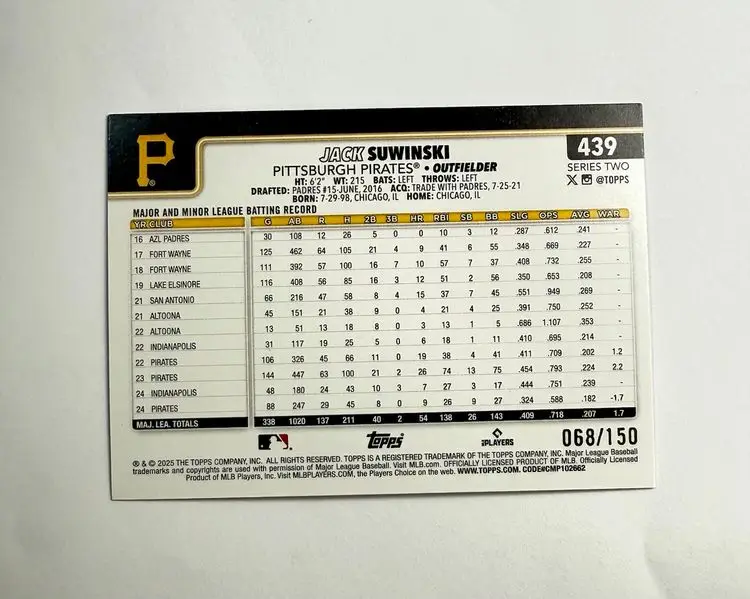 P
JACK SUWINSKI
439
PITTSBURGH PIRATES® • OUTFIELDER
SERIES TWO
HT: 6'2" WT: 215 BATS: LEFT THROWS: LEFT
X @TOPPS
DRAFTED: PADRES #15-JUNE, 2016 ACQ: TRADE WITH PADRES, 7-25-21
BORN: 7-29-98, CHICAGO, IL HOME: CHICAGO, IL
MAJOR AND MINOR LEAGUE BATTING RECORD
YR CLUB G AB R H 2B 3B HR RBI SB BB SLG OPS AVG WAR
16 AZL PADRES 30 108 12 26 5 0 0 10 3 12 .287 .612 .241 -
17 FORT WAYNE 125 462 64 105 21 4 9 41 6 55 .348 .669 .227 -
18 FORT WAYNE 111 392 57 100 16 7 10 57 7 37 .408 .732 .255 -
19 LAKE ELSINORE 116 408 56 85 16 3 12 51 2 56 .350 .653 .208 -
21 SAN ANTONIO 66 216 47 58 8 4 15 37 7 45 .551 .949 .269 -
21 ALTOONA 45 151 21 38 9 0 4 21 4 25 .391 .750 .252 -
22 ALTOONA 13 51 13 18 8 0 3 13 1 5 .686 1.107 .353 -
22 INDIANAPOLIS 31 117 19 25 5 0 6 18 1 11 .410 .695 .214 -
22 PIRATES 106 326 45 66 11 0 19 38 4 41 .411 .709 .202 1.2
23 PIRATES 144 447 63 100 21 2 26 74 13 75 .454 .793 .224 2.2
24 INDIANAPOLIS 48 180 24 43 10 3 7 27 3 17 .444 .751 .239 -
24 PIRATES 88 247 29 45 8 0 9 26 9 27 .324 .588 .182 -1.7
MAJ. LEA. TOTALS 338 1020 137 211 40 2 54 138 26 143 .409 .718 .207 1.7
Topps
PLAYERS
068/150
® & © 2025 THE TOPPS COMPANY, INC. ALL RIGHTS RESERVED. TOPPS IS A REGISTERED TRADEMARK OF THE TOPPS COMPANY, INC. Major League Baseball
trademarks and copyrights are used with permission of Major League Baseball. Visit MLB.com. OFFICIALLY LICENSED PRODUCT OF MLB. Officially Licensed
Product of MLB Players, Inc. Visit MLBPLAYERS.COM, the Players Choice on the web. WWW.TOPPS.COM. CODE#CMP102662